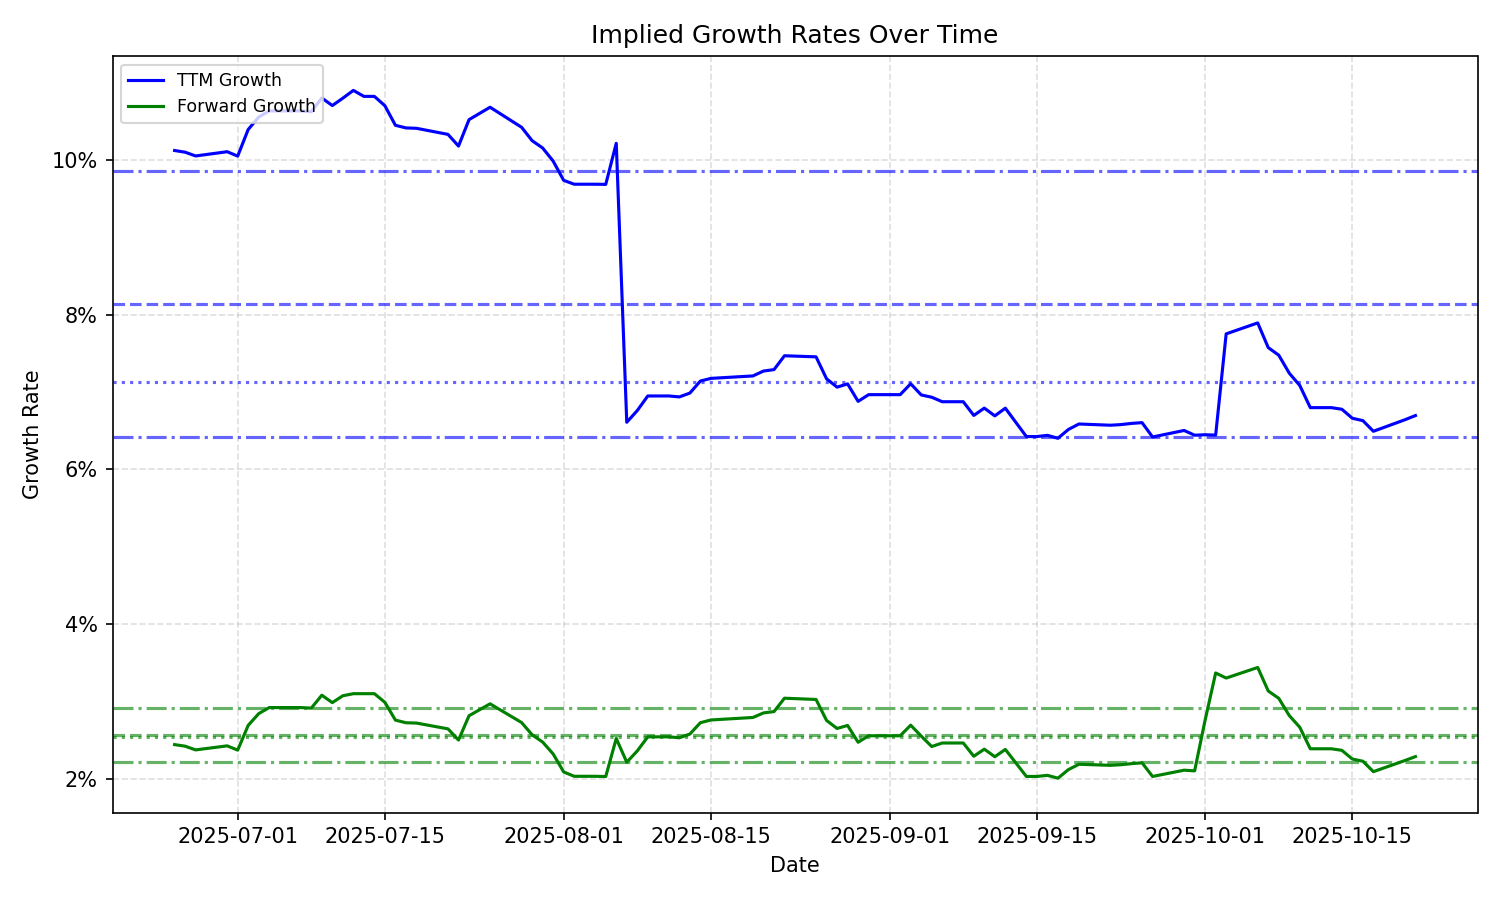 Implied Growth Rates Over Time
TTM Growth
Forward Growth
10%
8%
6%
4%
2%
Growth Rate
2025-07-01 2025-07-15 2025-08-01 2025-08-15 2025-09-01 2025-09-15 2025-10-01 2025-10-15
Date